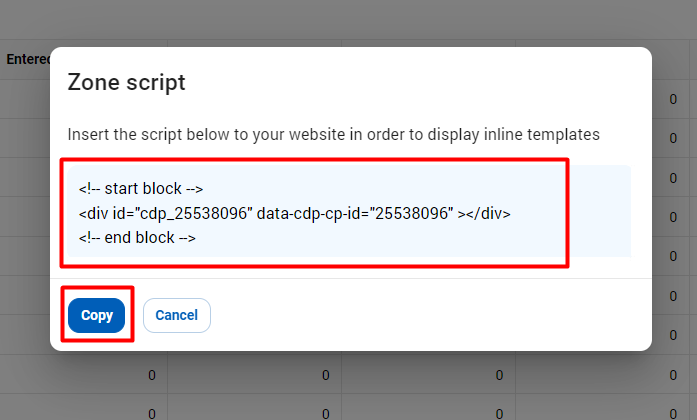 Entered
Zone script
0
Insert the script below to your website in order to display inline templates
0
<!-- start block -->
0
<div id="cdp_25538096" data-cdp-cp-id="25538096" ></div>
0
<!-- end block -->
0
0
Copy
Cancel
0
0 0 0 0
0 0 0 0